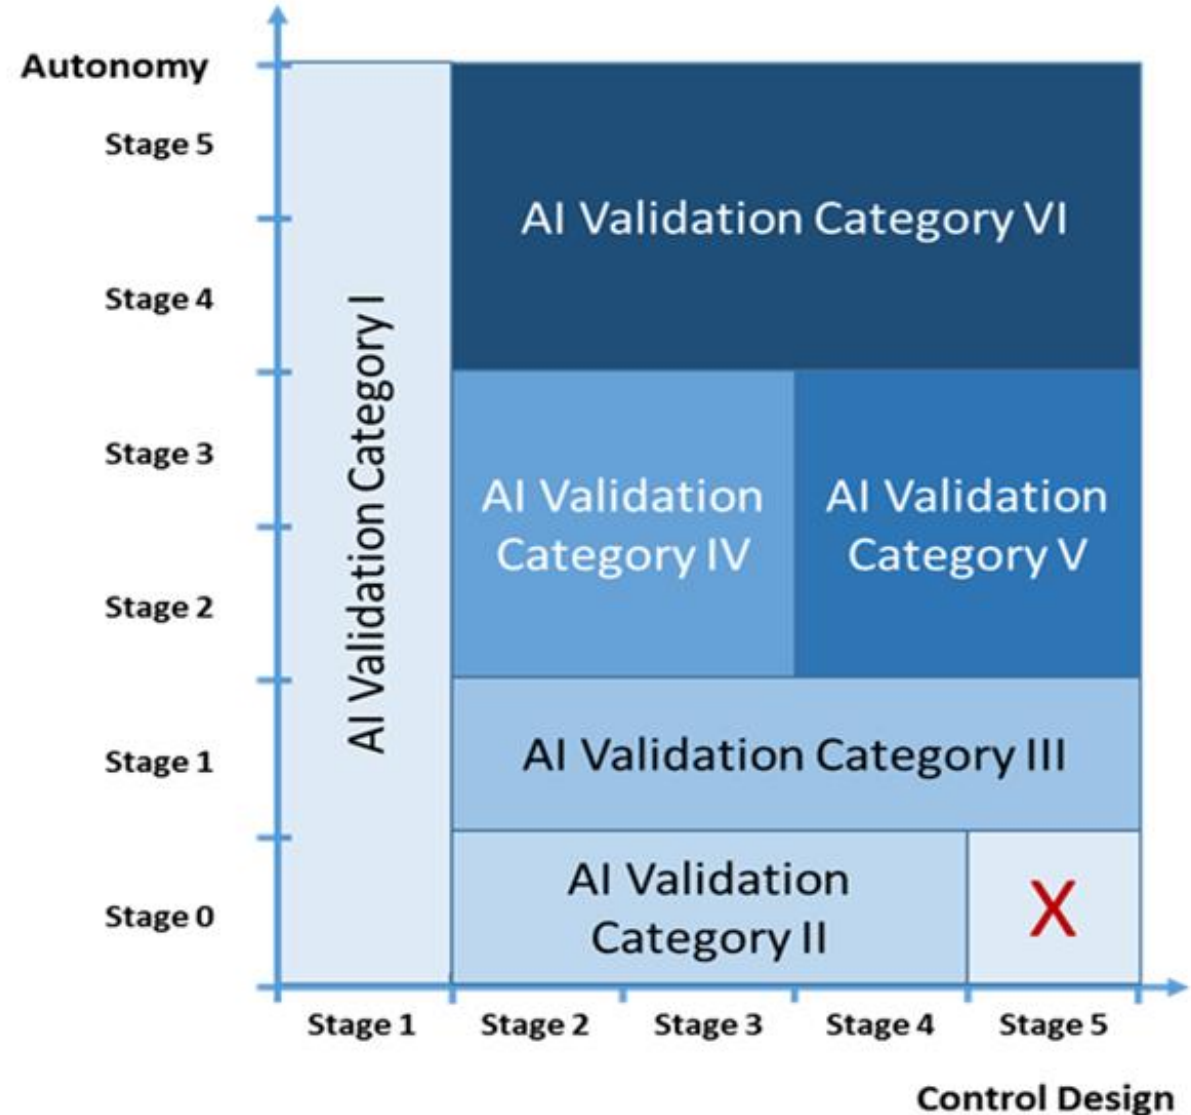 Autonomy
Stage 5
AI Validation Category VI
Stage 4
AI Validation Category I
Stage 3
AI Validation
Category IV
AI Validation
Category V
Stage 2
Stage 1
AI Validation Category III
Stage 0
AI Validation
Category II
X
Stage 1
Stage 2
Stage 3
Stage 4
Stage 5
Control Design